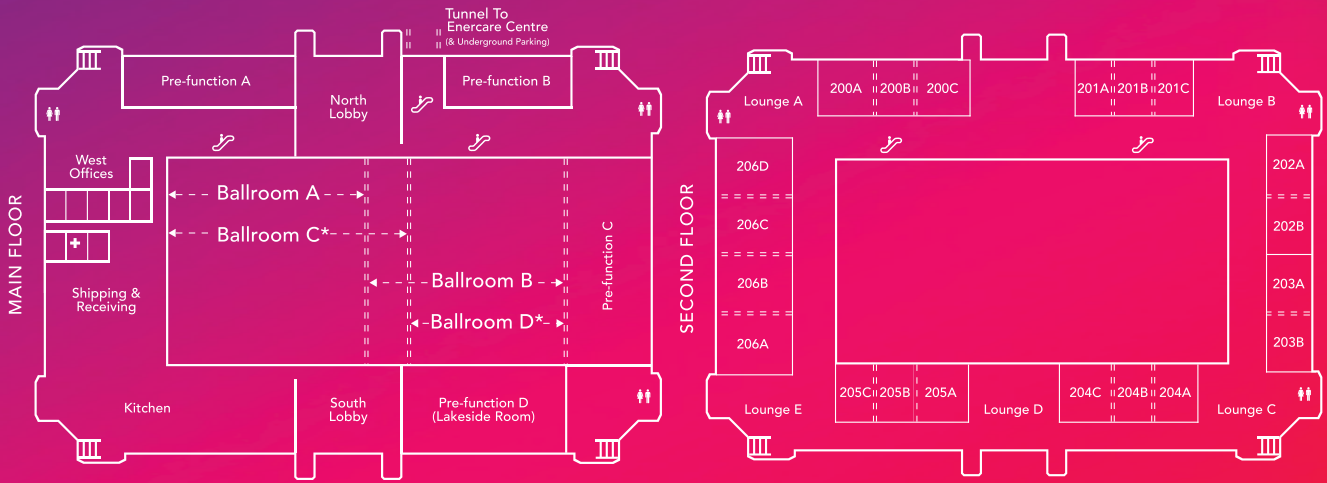 MAIN FLOOR
Tunnel To
Enercare Centre
(& Underground Parking)
Pre-function A
North
Lobby
Pre-function B
West
Offices
Ballroom A
Ballroom C*
Ballroom B
Ballroom D*
Pre-function C
Shipping &
Receiving
Kitchen
South
Lobby
Pre-function D
(Lakeside Room)
SECOND FLOOR
Lounge A
200A
200B
200C
201A
201B
201C
Lounge B
206D
206C
206B
206A
202A
202B
203A
203B
Lounge E
205C
205B
205A
Lounge D
204C
204B
204A
Lounge C